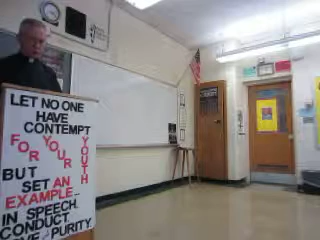 LET NO ONE
HAVE
CONTEMPT
FOR YOUR
YOUTH
BUT
SET AN
EXAMPLE...
IN SPEECH,
CONDUCT,
PURITY.